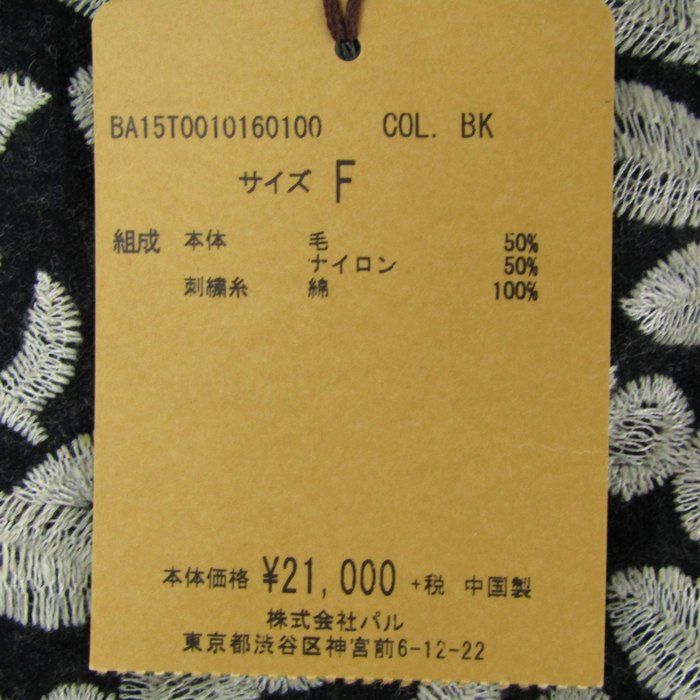 BA15T0010160100 COL. BK
サイズ F
組成 本体 毛 50%
ナイロン 50%
刺繍糸 綿 100%
本体価格 ¥21,000 +税 中国製
株式会社パル
東京都渋谷区神宮前6-12-22